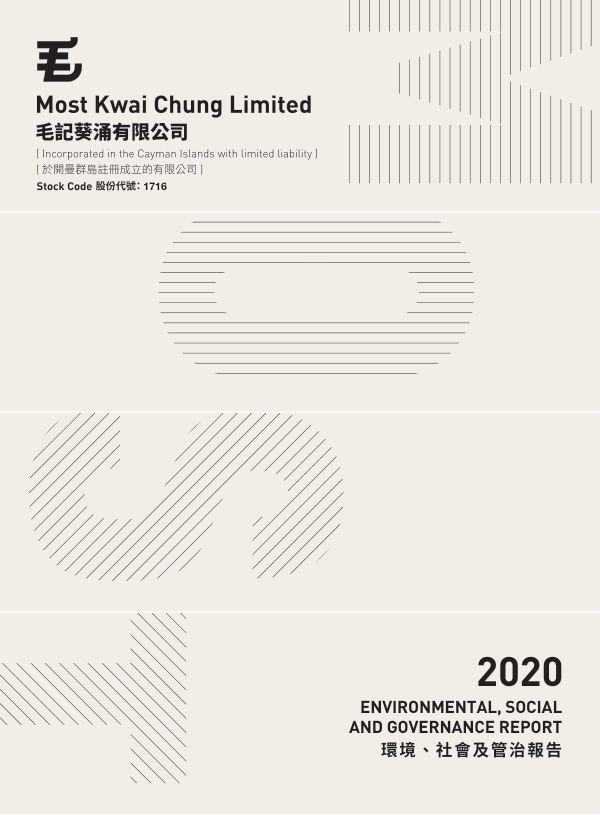 毛
Most Kwai Chung Limited
毛記葵涌有限公司
( Incorporated in the Cayman Islands with limited liability )
( 於開曼群島註冊成立的有限公司 )
Stock Code 股份代號: 1716
M
O
S
T
2020
ENVIRONMENTAL, SOCIAL
AND GOVERNANCE REPORT
環境、社會及管治報告